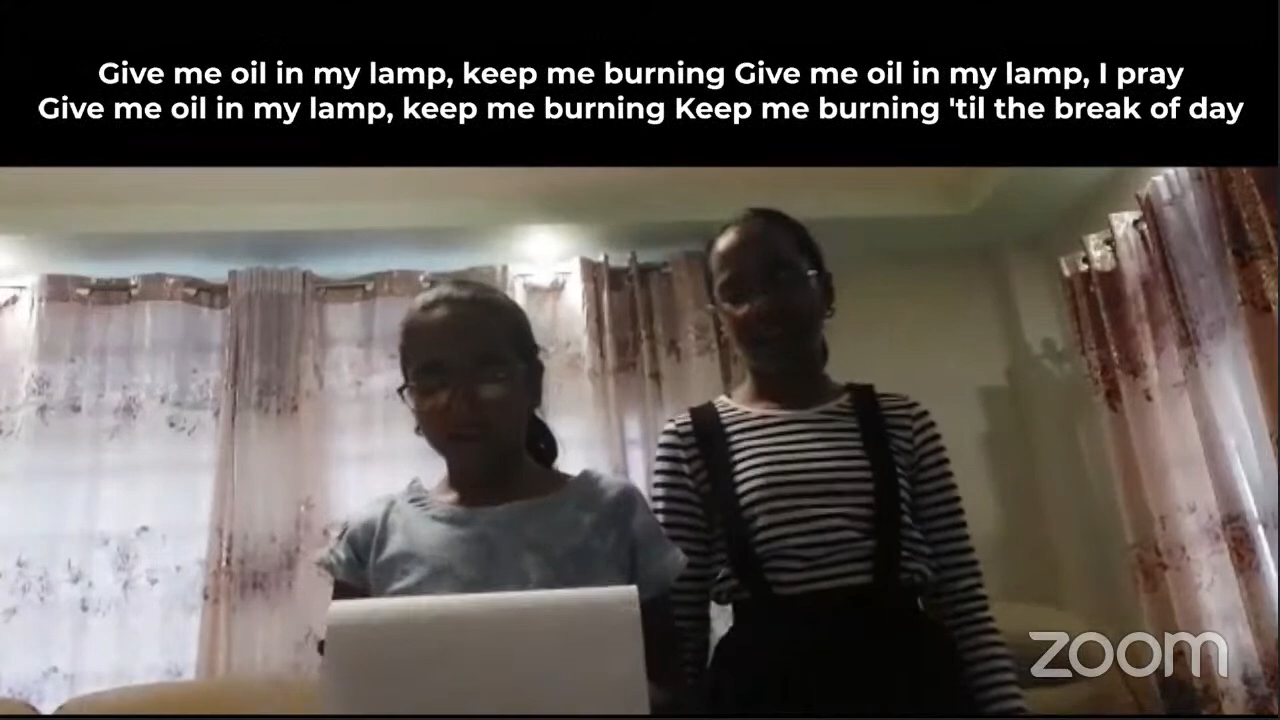 Give me oil in my lamp, keep me burning Give me oil in my lamp, I pray
Give me oil in my lamp, keep me burning Keep me burning 'til the break of day
zoom